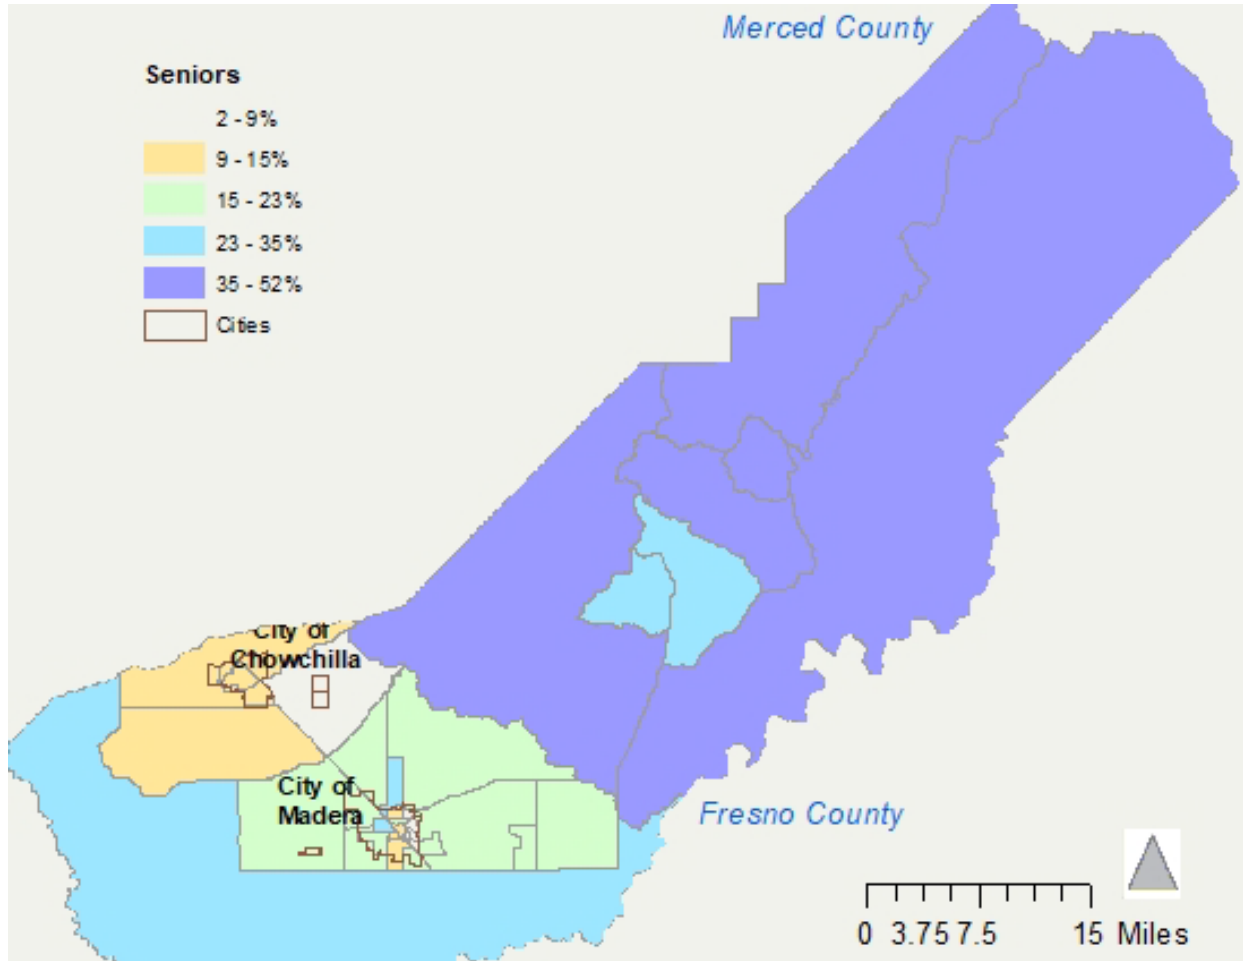 Merced County
Seniors
2 - 9%
9 - 15%
15 - 23%
23 - 35%
35 - 52%
Cities
City of
Chowchilla
City of
Madera
Fresno County
0 3.75 7.5 15 Miles